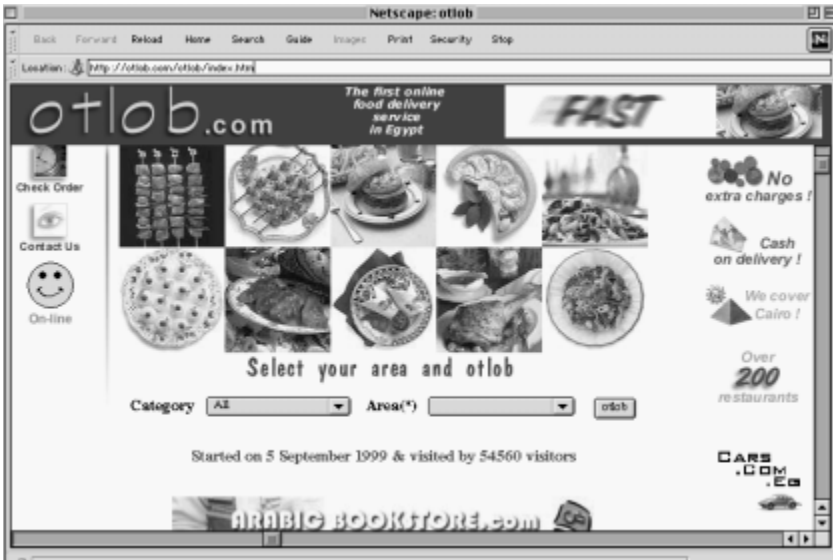 Netscape: otlob
Back Forward Reload Home Search Guide Images Print Security Stop
Location: http://otlob.com/otlob/index.htm
otlob.com
The first online
food delivery
service
in Egypt
FAST
Check Order
Contact Us
On-line
No
extra charges !
Cash
on delivery !
We cover
Cairo !
Over
200
restaurants
Select your area and otlob
Category All Area(*) otlob
Started on 5 September 1999 & visited by 54560 visitors
CARS
.COM
.EG
ARABIC BOOKSTORE.com